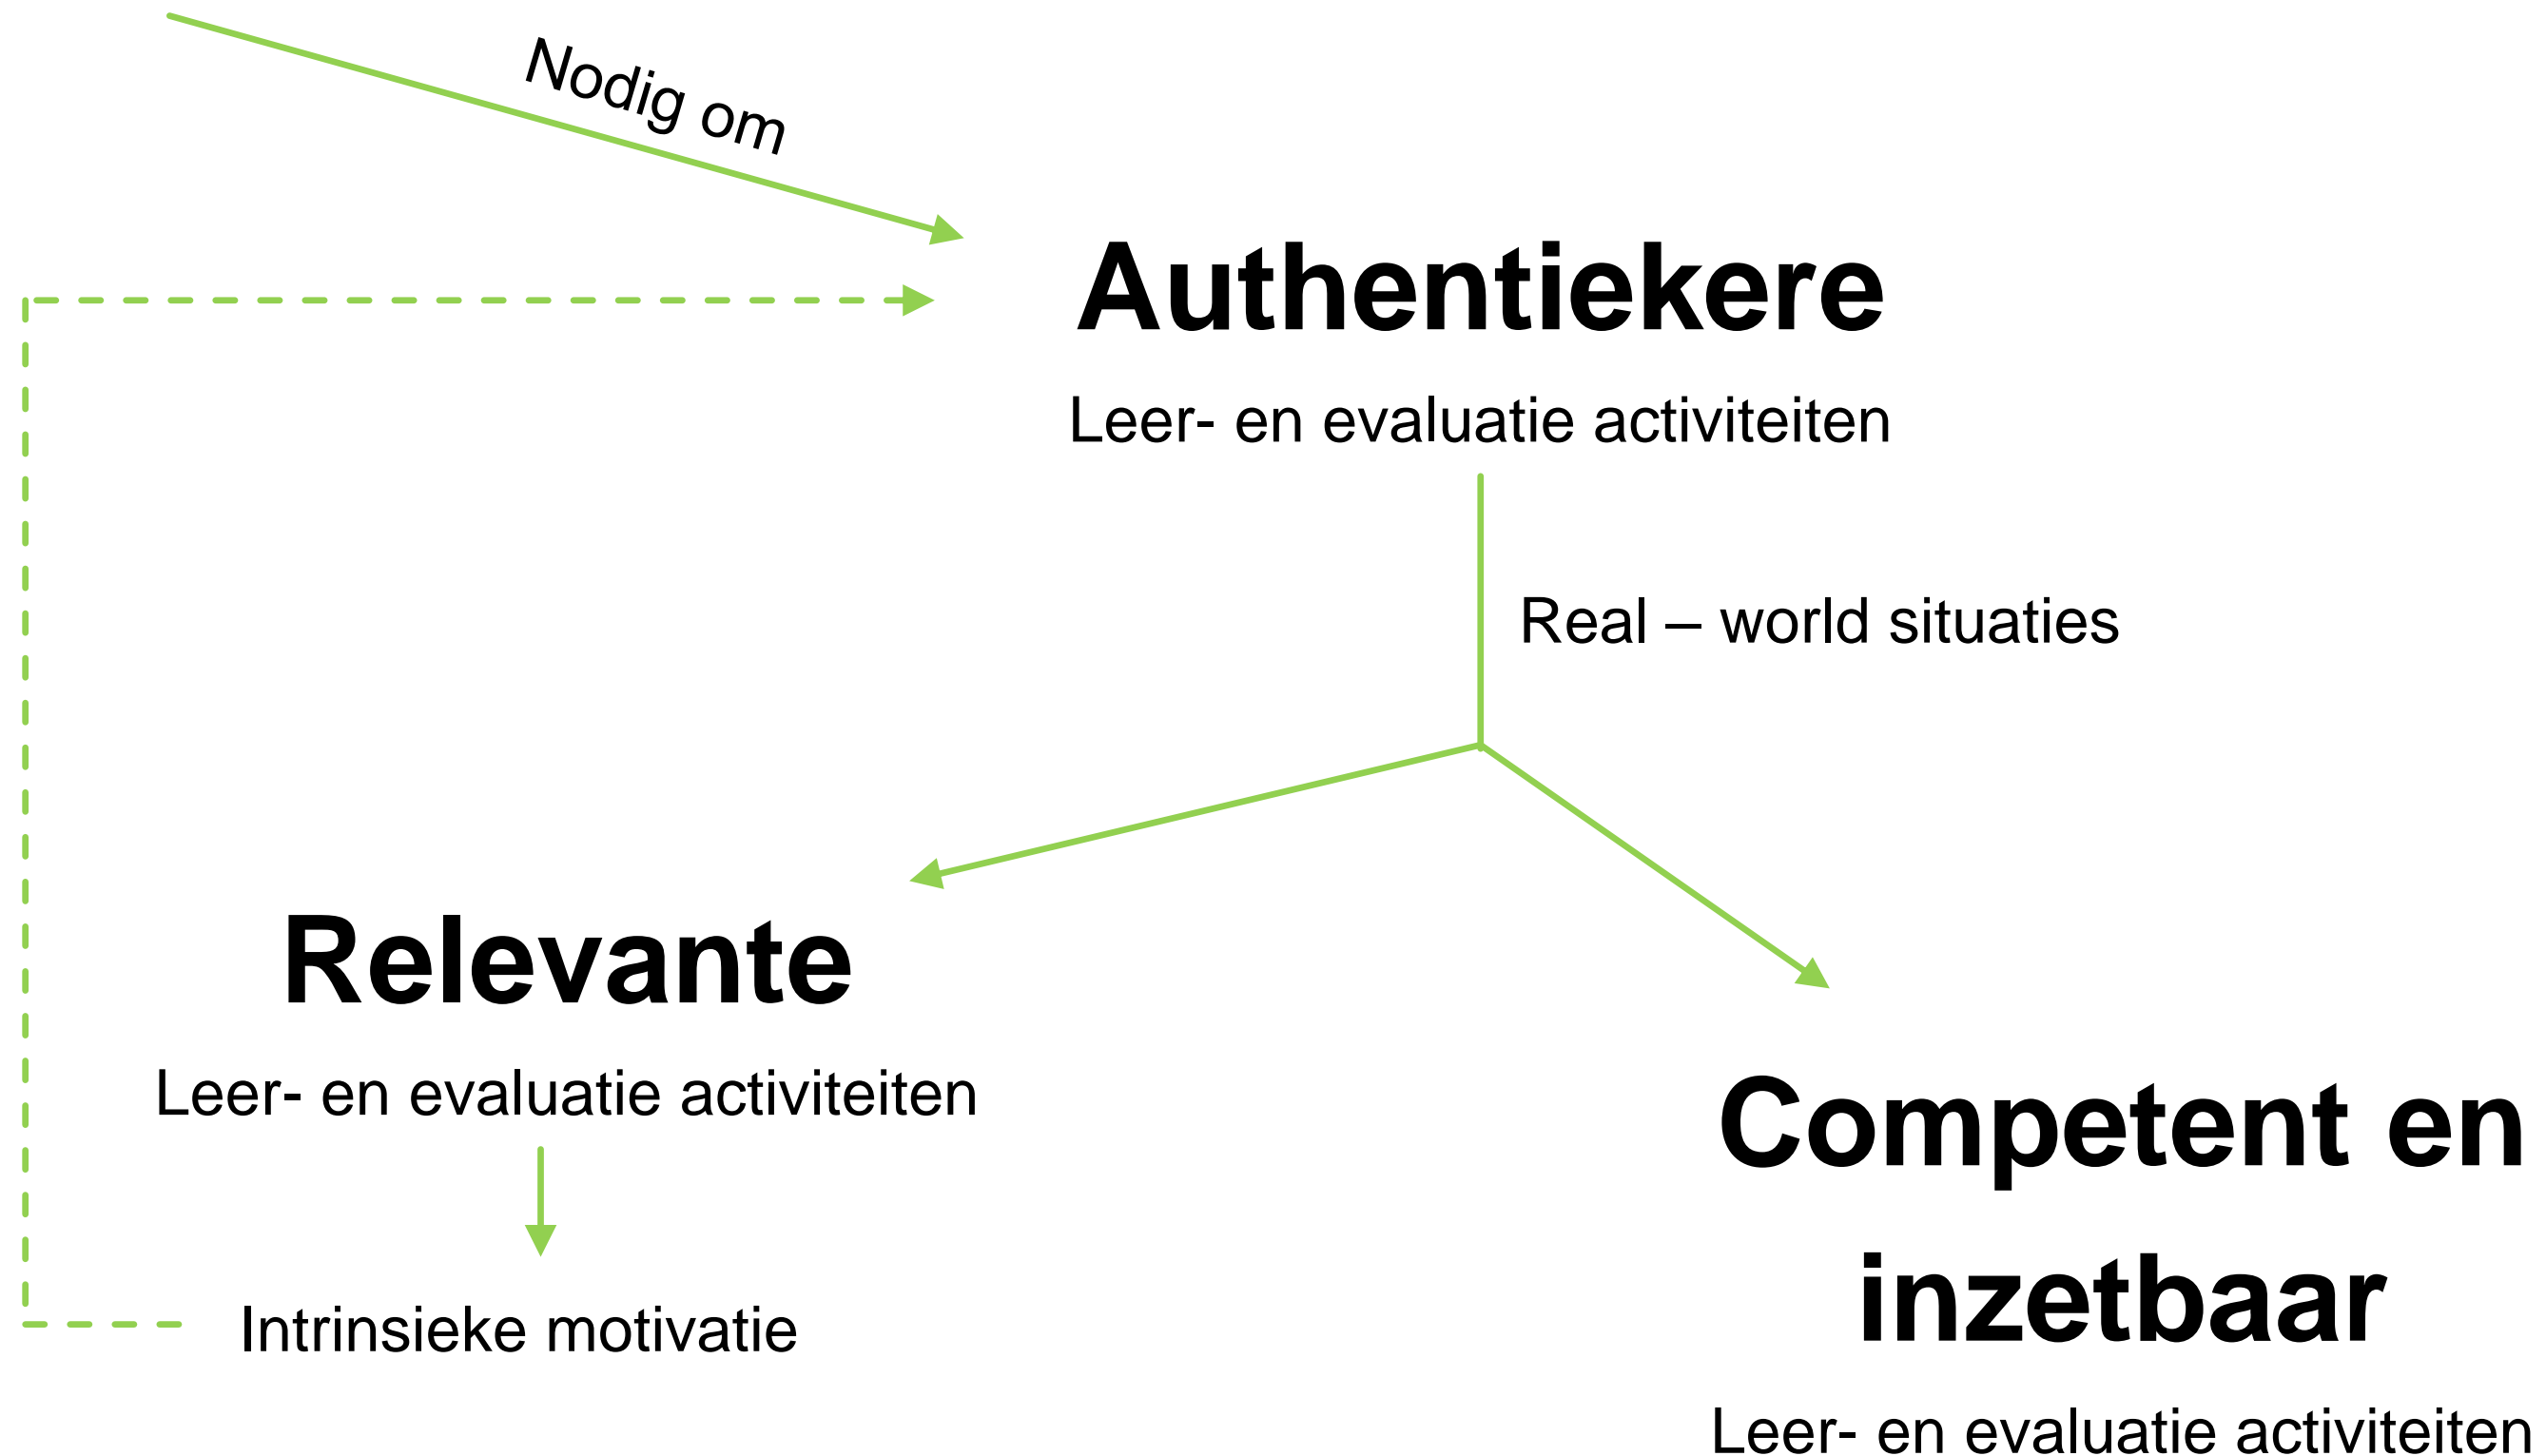 Nodig om
Authentiekere
Leer- en evaluatie activiteiten
Real – world situaties
Relevante
Leer- en evaluatie activiteiten
Intrinsieke motivatie
Competent en
inzetbaar
Leer- en evaluatie activiteiten